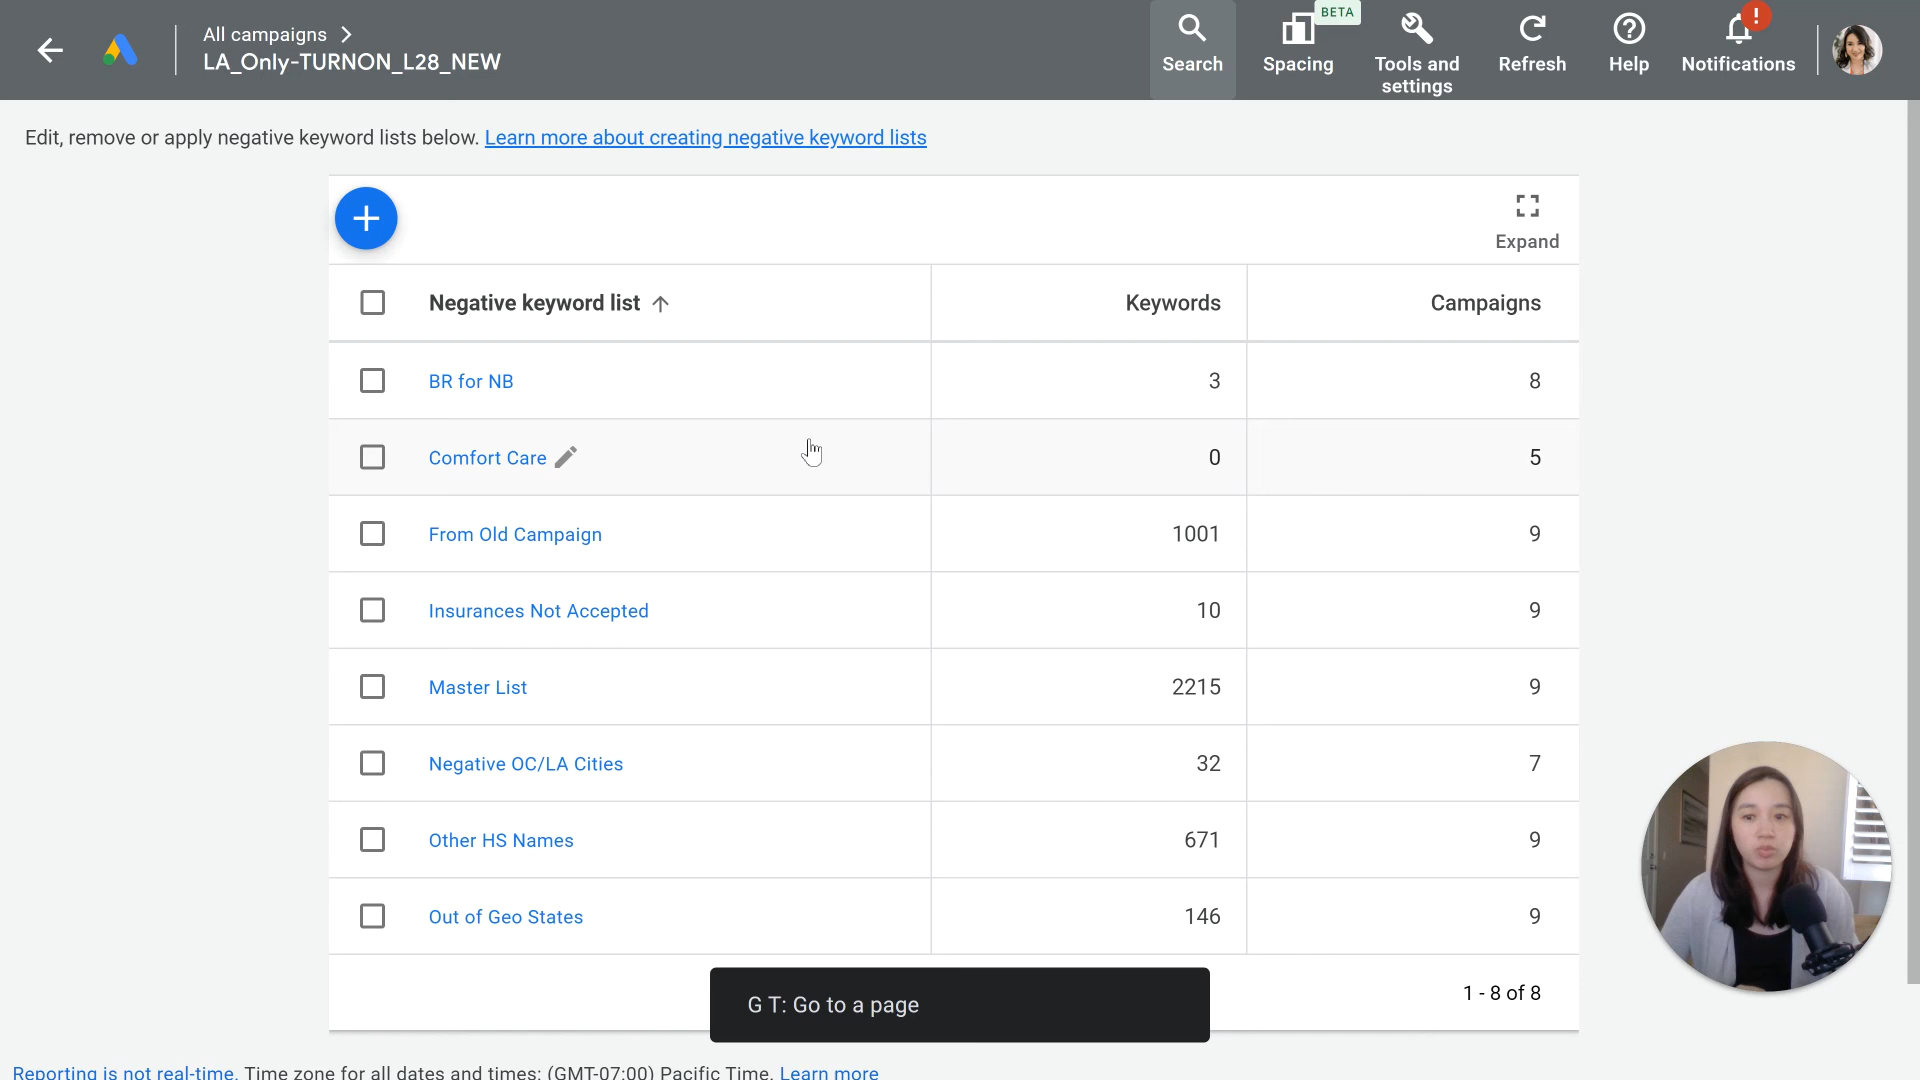 All campaigns
LA_Only-TURNON_L28_NEW
Search
BETA
Spacing
Tools and
settings
Refresh
Help
!
Notifications
Edit, remove or apply negative keyword lists below. Learn more about creating negative keyword lists
Expand
Negative keyword list Keywords Campaigns
BR for NB 3 8
Comfort Care 0 5
From Old Campaign 1001 9
Insurances Not Accepted 10 9
Master List 2215 9
Negative OC/LA Cities 32 7
Other HS Names 671 9
Out of Geo States 146 9
G T: Go to a page
1 - 8 of 8
Reporting is not real-time. Time zone for all dates and times: (GMT-07:00) Pacific Time. Learn more